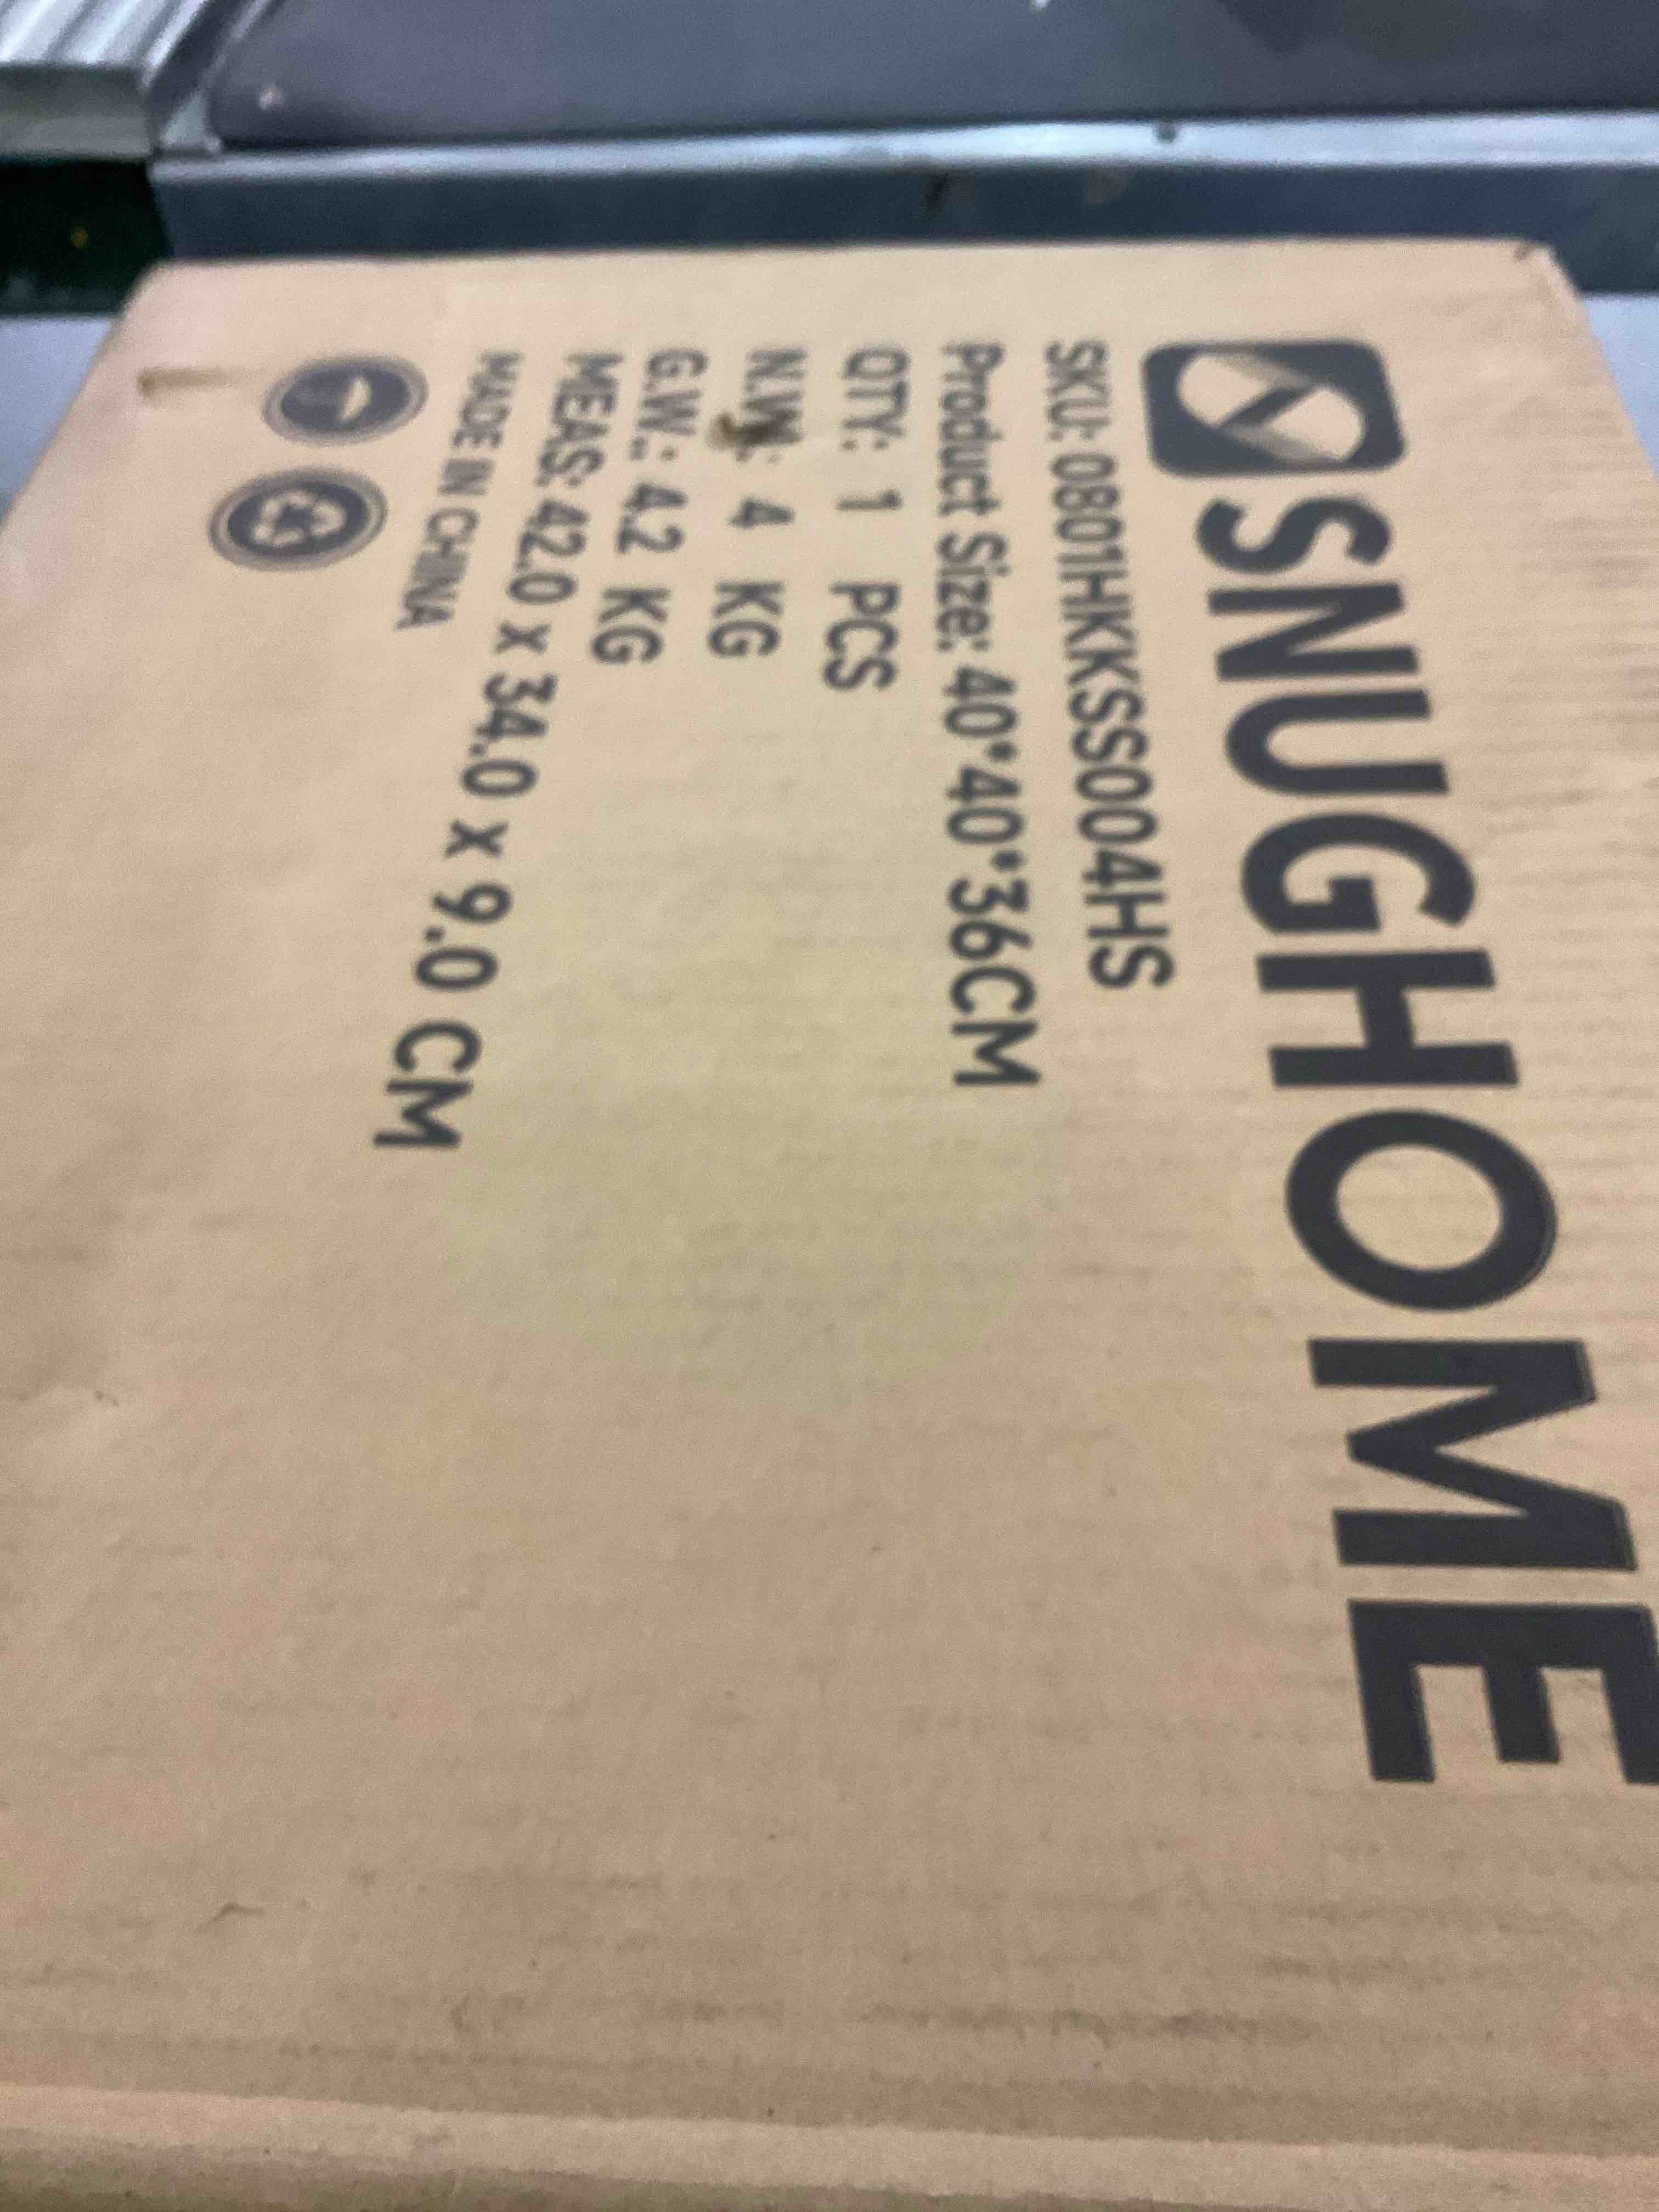 SNUGHOME
SKU: 0801HKKSS004HS
Product Size: 40*40*36CM
QTY: 1 PCS
N.W.: 4 KG
G.W.: 4.2 KG
MEAS: 42.0 x 34.0 x 9.0 CM
MADE IN CHINA